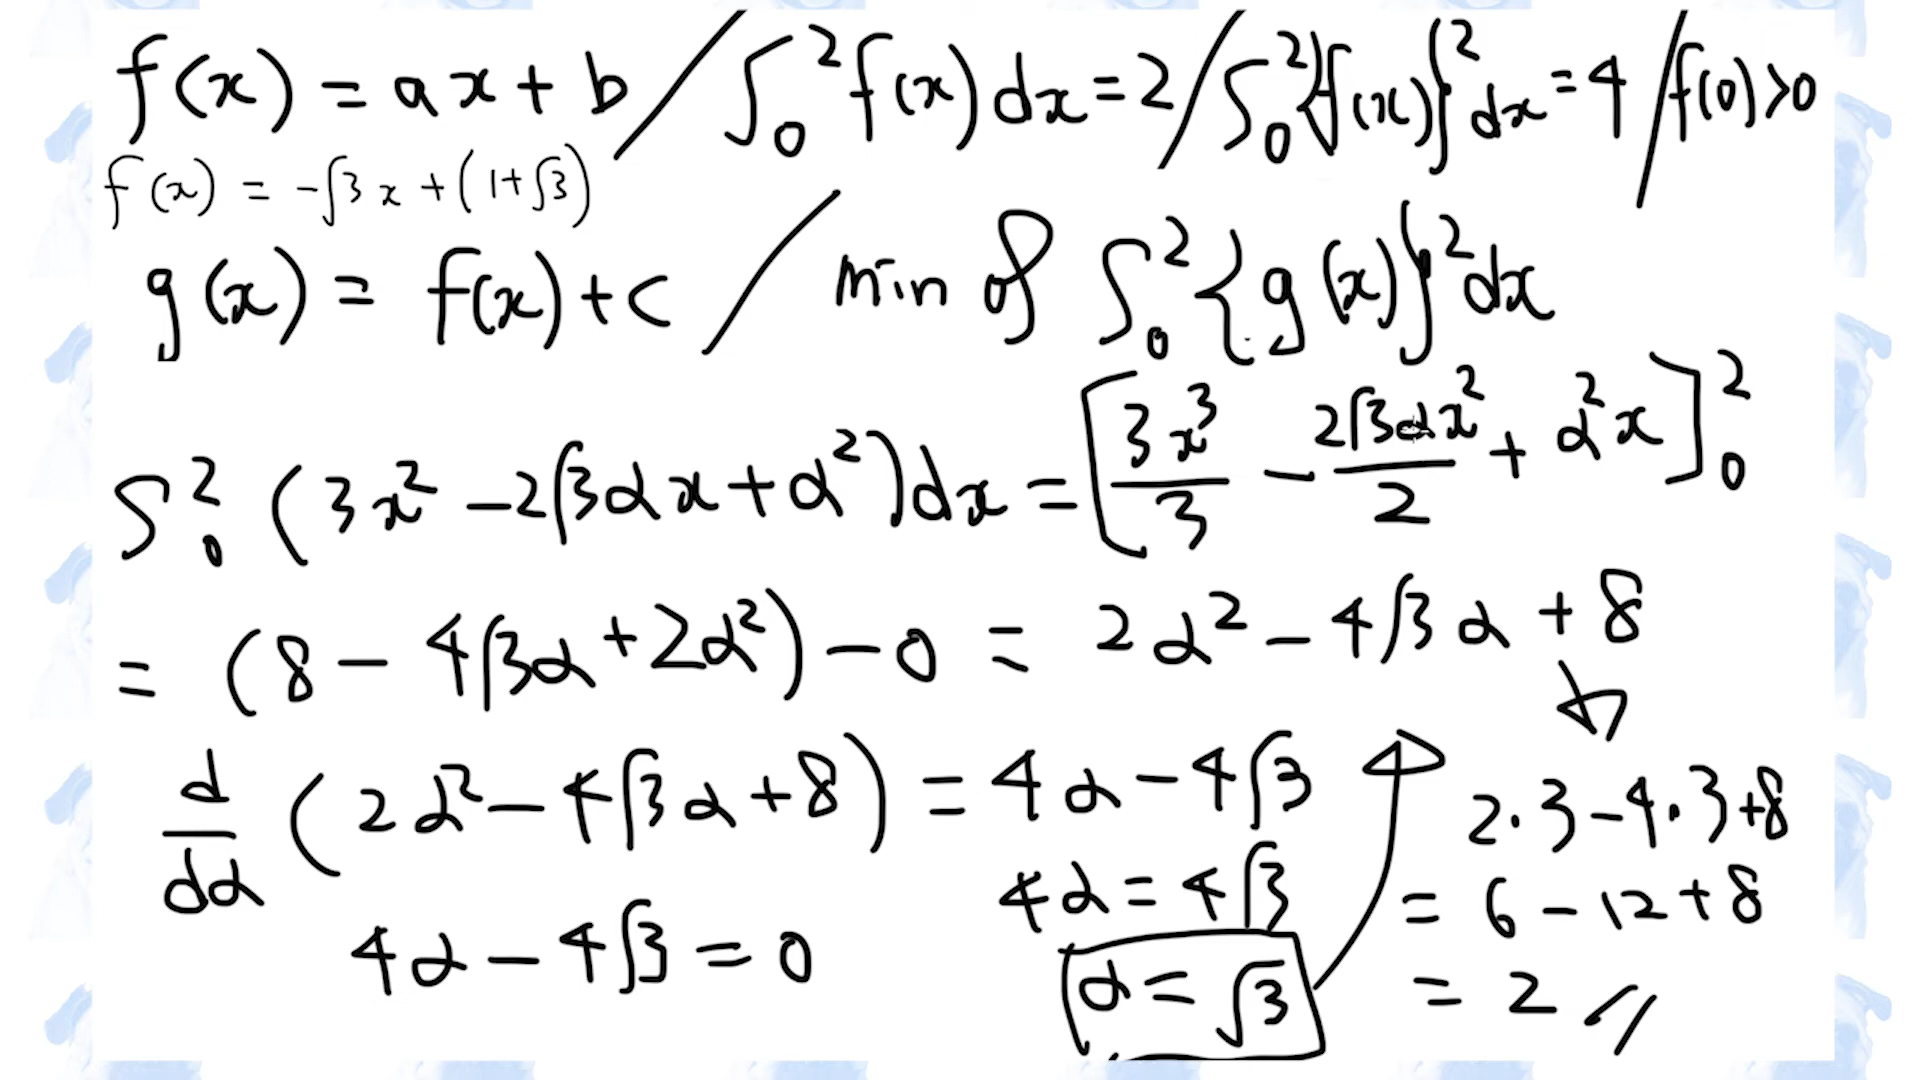 f(x) = ax + b / ∫₀² f(x) dx = 2 / ∫₀² {f(x)}² dx = 4 / f(0) > 0
f(x) = -√3 x + (1+√3)
g(x) = f(x) + c / min of ∫₀² {g(x)}² dx
∫₀² (3x² - 2√3αx + α²) dx = [3x³/3 - 2√3αx²/2 + α²x]₀²
= (8 - 4√3α + 2α²) - 0 = 2α² - 4√3α + 8
d/dα (2α² - 4√3α + 8) = 4α - 4√3
4α - 4√3 = 0
4α = 4√3
α = √3
2·3 - 4·3 + 8
= 6 - 12 + 8
= 2 //